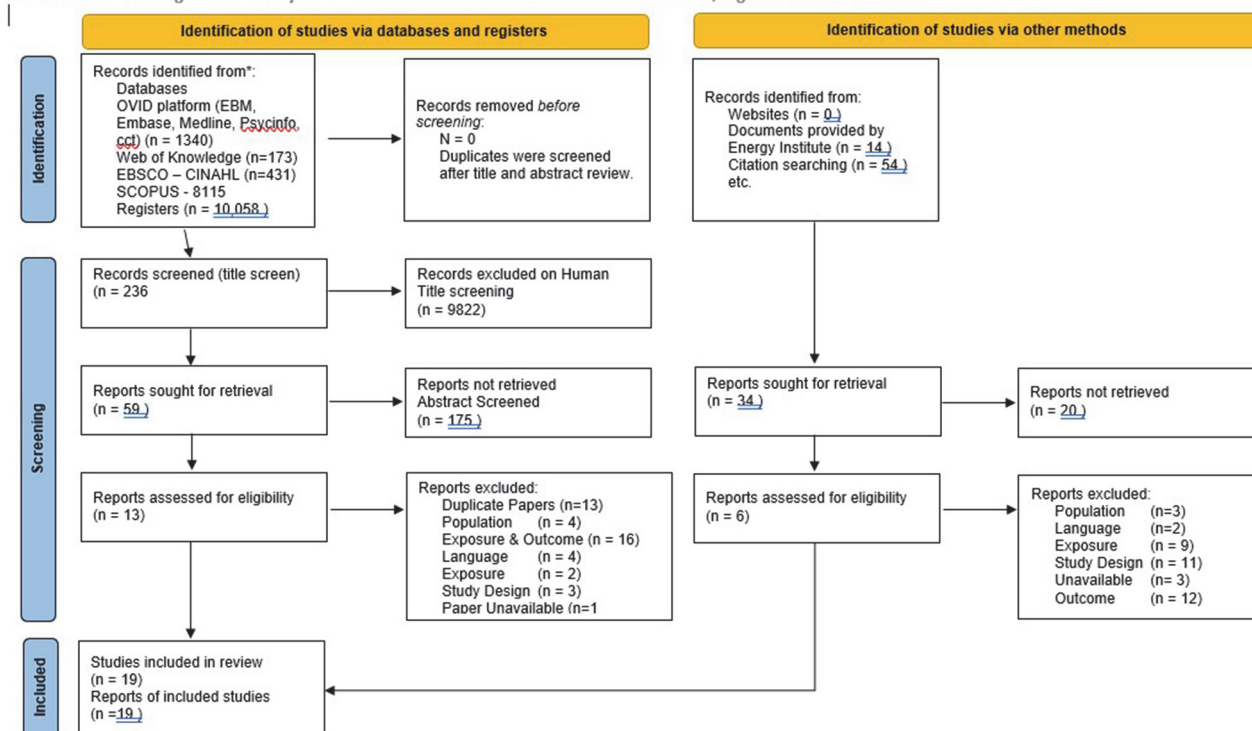 Identification of studies via databases and registers
Identification of studies via other methods
Identification
Records identified from*:
Databases
OVID platform (EBM,
Embase, Medline, Psycinfo,
cct) (n = 1340)
Web of Knowledge (n=173)
EBSCO – CINAHL (n=431)
SCOPUS - 8115
Registers (n = 10,058 )
Records removed before
screening:
N = 0
Duplicates were screened
after title and abstract review.
Records identified from:
Websites (n = 0 )
Documents provided by
Energy Institute (n = 14 )
Citation searching (n = 54 )
etc.
Screening
Records screened (title screen)
(n = 236
Records excluded on Human
Title screening
(n = 9822)
Reports sought for retrieval
(n = 59 )
Reports not retrieved
Abstract Screened
(n = 175 )
Reports sought for retrieval
(n = 34 )
Reports not retrieved
(n = 20 )
Reports assessed for eligibility
(n = 13)
Reports excluded:
Duplicate Papers (n=13)
Population (n = 4)
Exposure & Outcome (n = 16)
Language (n = 4)
Exposure (n = 2)
Study Design (n = 3)
Paper Unavailable (n=1
Reports assessed for eligibility
(n = 6)
Reports excluded:
Population (n=3)
Language (n=2)
Exposure (n = 9)
Study Design (n = 11)
Unavailable (n= 3)
Outcome (n = 12)
Included
Studies included in review
(n = 19)
Reports of included studies
(n =19 )